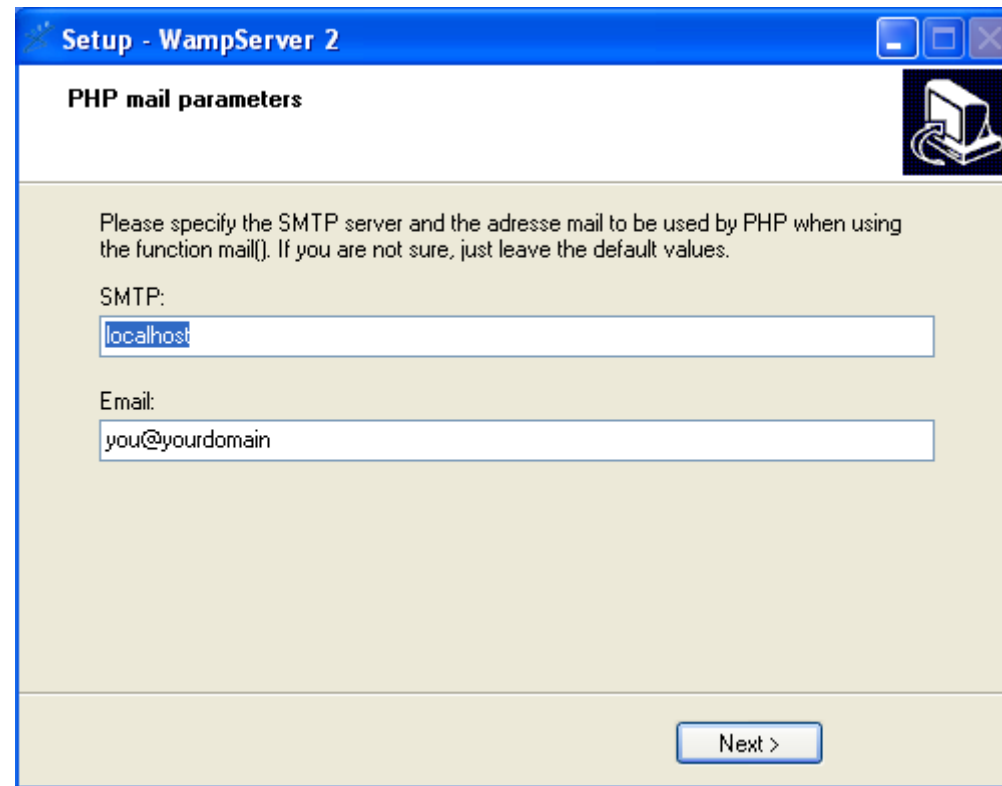 Setup - WampServer 2
PHP mail parameters
Please specify the SMTP server and the adresse mail to be used by PHP when using
the function mail(). If you are not sure, just leave the default values.
SMTP:
localhost
Email:
you@yourdomain
Next >